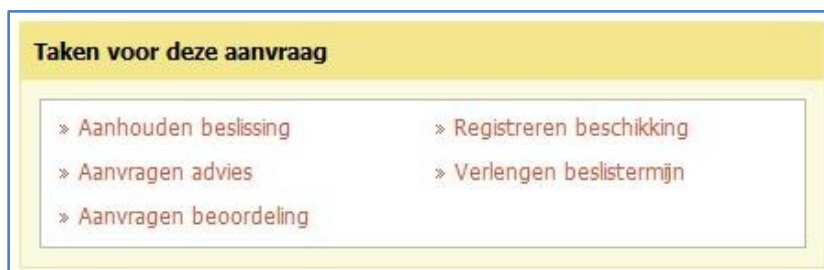 Taken voor deze aanvraag
» Aanhouden beslissing
» Aanvragen advies
» Aanvragen beoordeling
» Registreren beschikking
» Verlengen beslistermijn